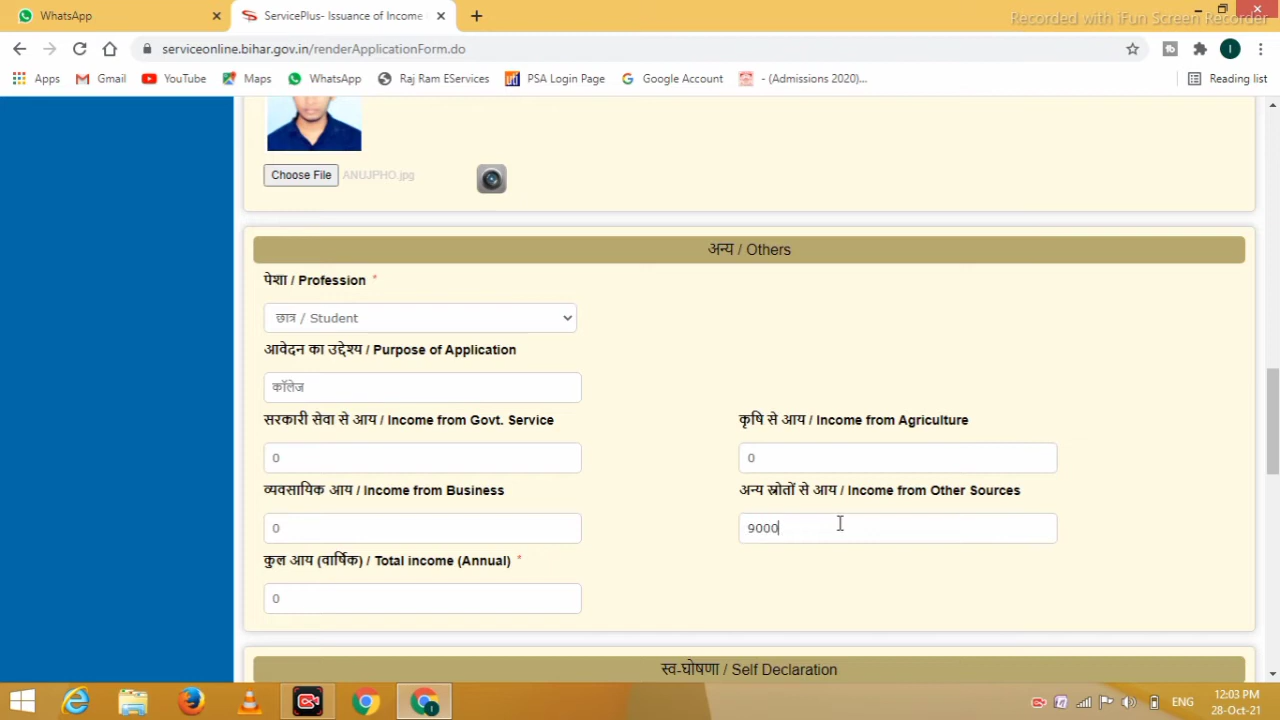 WhatsApp
ServicePlus- Issuance of Income
Recorded with iFun Screen Recorder
serviceonline.bihar.gov.in/renderApplicationForm.do
Apps Gmail YouTube Maps WhatsApp Raj Ram EServices PSA Login Page Google Account - (Admissions 2020)... Reading list
Choose File ANUJPHO.jpg
अन्य / Others
पेशा / Profession *
छात्र / Student
आवेदन का उद्देश्य / Purpose of Application
कॉलेज
सरकारी सेवा से आय / Income from Govt. Service
0
कृषि से आय / Income from Agriculture
0
व्यवसायिक आय / Income from Business
0
अन्य स्रोतों से आय / Income from Other Sources
9000
कुल आय (वार्षिक) / Total income (Annual) *
0
स्व-घोषणा / Self Declaration
ENG
12:03 PM
28-Oct-21